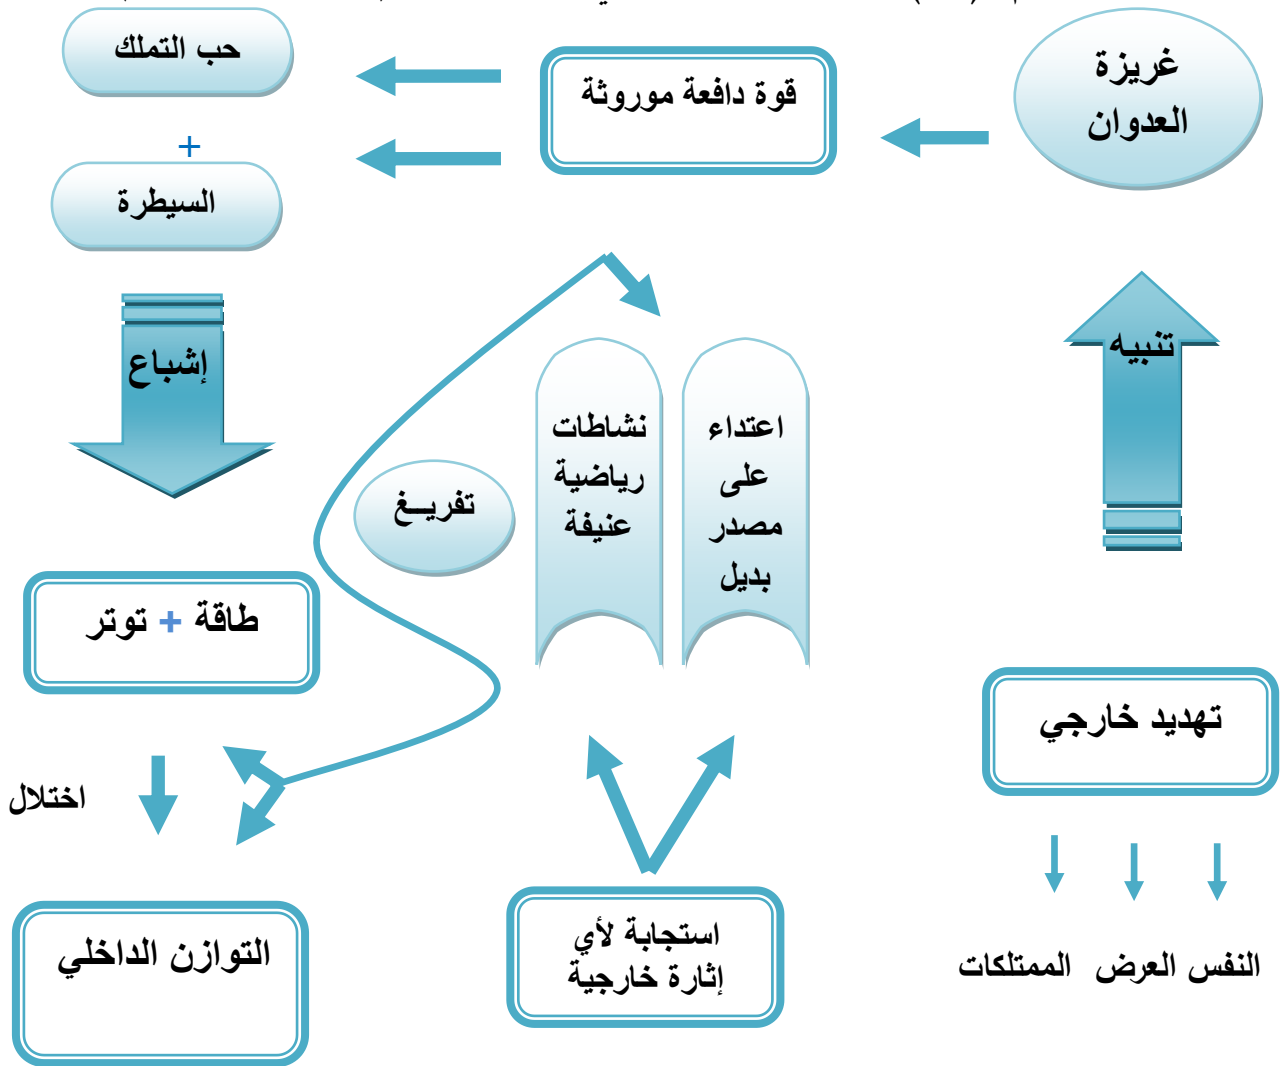 غريزة
العدوان
قوة دافعة موروثة
حب التملك
+
السيطرة
تنبيه
إشباع
اعتداء
على
مصدر
بديل
نشاطات
رياضية
عنيفة
تفريــغ
طاقة + توتر
تهديد خارجي
اختلال
استجابة لأي
إثارة خارجية
التوازن الداخلي
النفس العرض الممتلكات